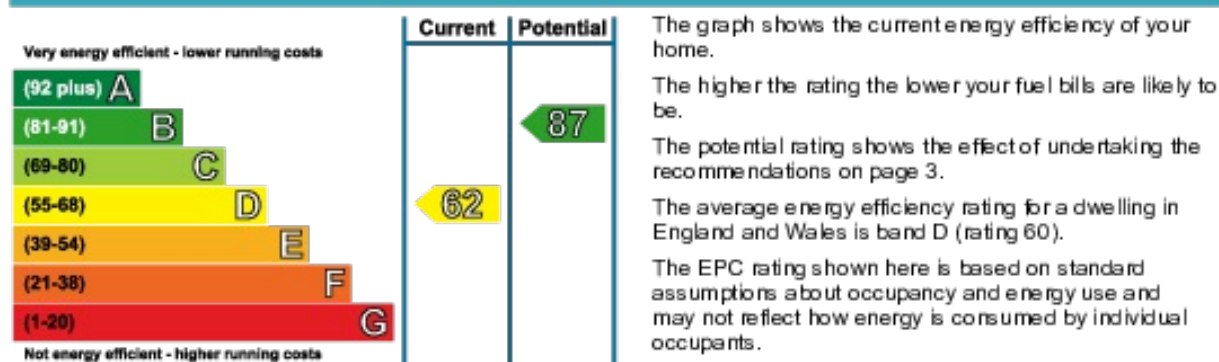 Current Potential
Very energy efficient - lower running costs
(92 plus) A
(81-91) B
(69-80) C
(55-68) D
(39-54) E
(21-38) F
(1-20) G
Not energy efficient - higher running costs
87
62
The graph shows the current energy efficiency of your
home.
The higher the rating the lower your fuel bills are likely to
be.
The potential rating shows the effect of undertaking the
recommendations on page 3.
The average energy efficiency rating for a dwelling in
England and Wales is band D (rating 60).
The EPC rating shown here is based on standard
assumptions about occupancy and energy use and
may not reflect how energy is consumed by individual
occupants.